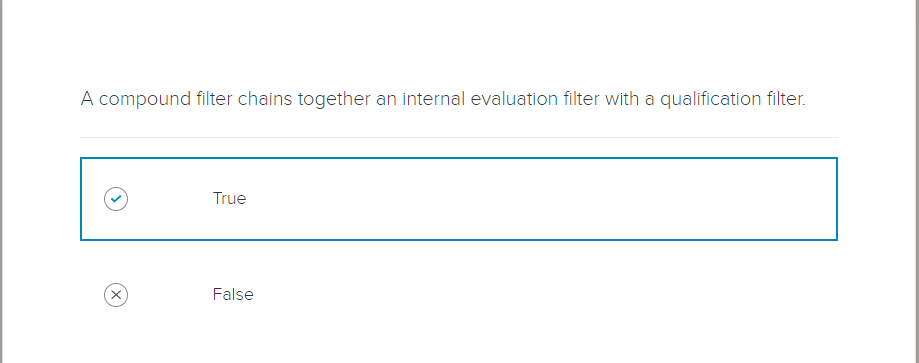 A compound filter chains together an internal evaluation filter with a qualification filter.
True
False